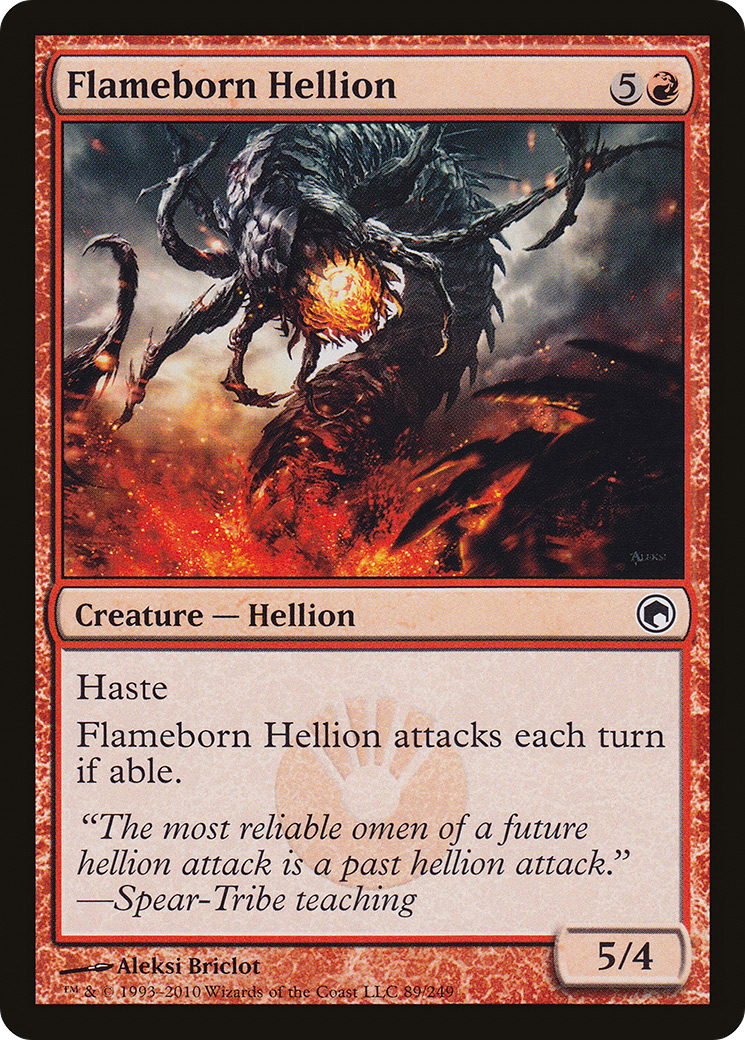 Flameborn Hellion 5
ALEKSI
Creature — Hellion
Haste
Flameborn Hellion attacks each turn
if able.
“The most reliable omen of a future
hellion attack is a past hellion attack.”
—Spear-Tribe teaching
5/4
Aleksi Briclot
™ & © 1993–2010 Wizards of the Coast LLC 89/249